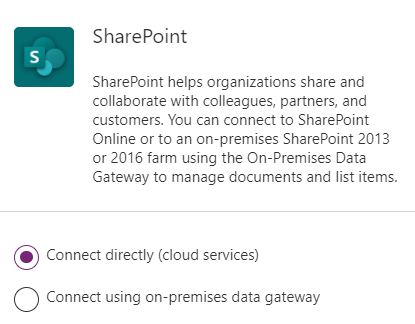 S
SharePoint
SharePoint helps organizations share and
collaborate with colleagues, partners, and
customers. You can connect to SharePoint
Online or to an on-premises SharePoint 2013
or 2016 farm using the On-Premises Data
Gateway to manage documents and list items.
Connect directly (cloud services)
Connect using on-premises data gateway